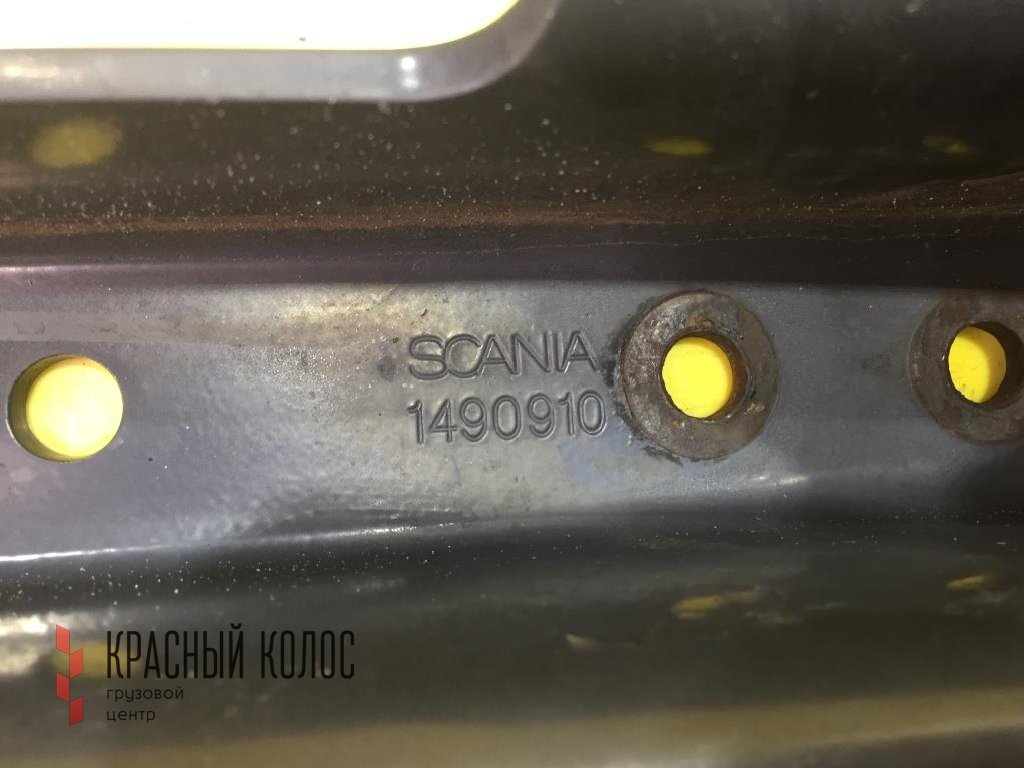 SCANIA
1490910
КРАСНЫЙ КОЛОС
грузовой
центр